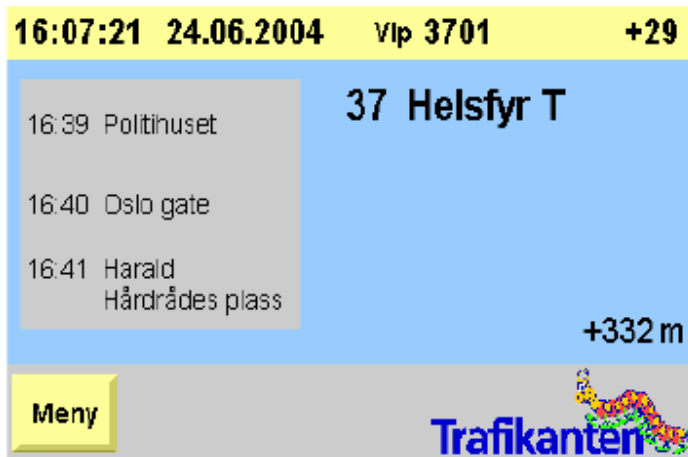 16:07:21 24.06.2004 Vlp 3701 +29
37 Helsfyr T
16:39 Politihuset
16:40 Oslo gate
16:41 Harald
Hårdrådes plass
+332 m
Meny
Trafikanten